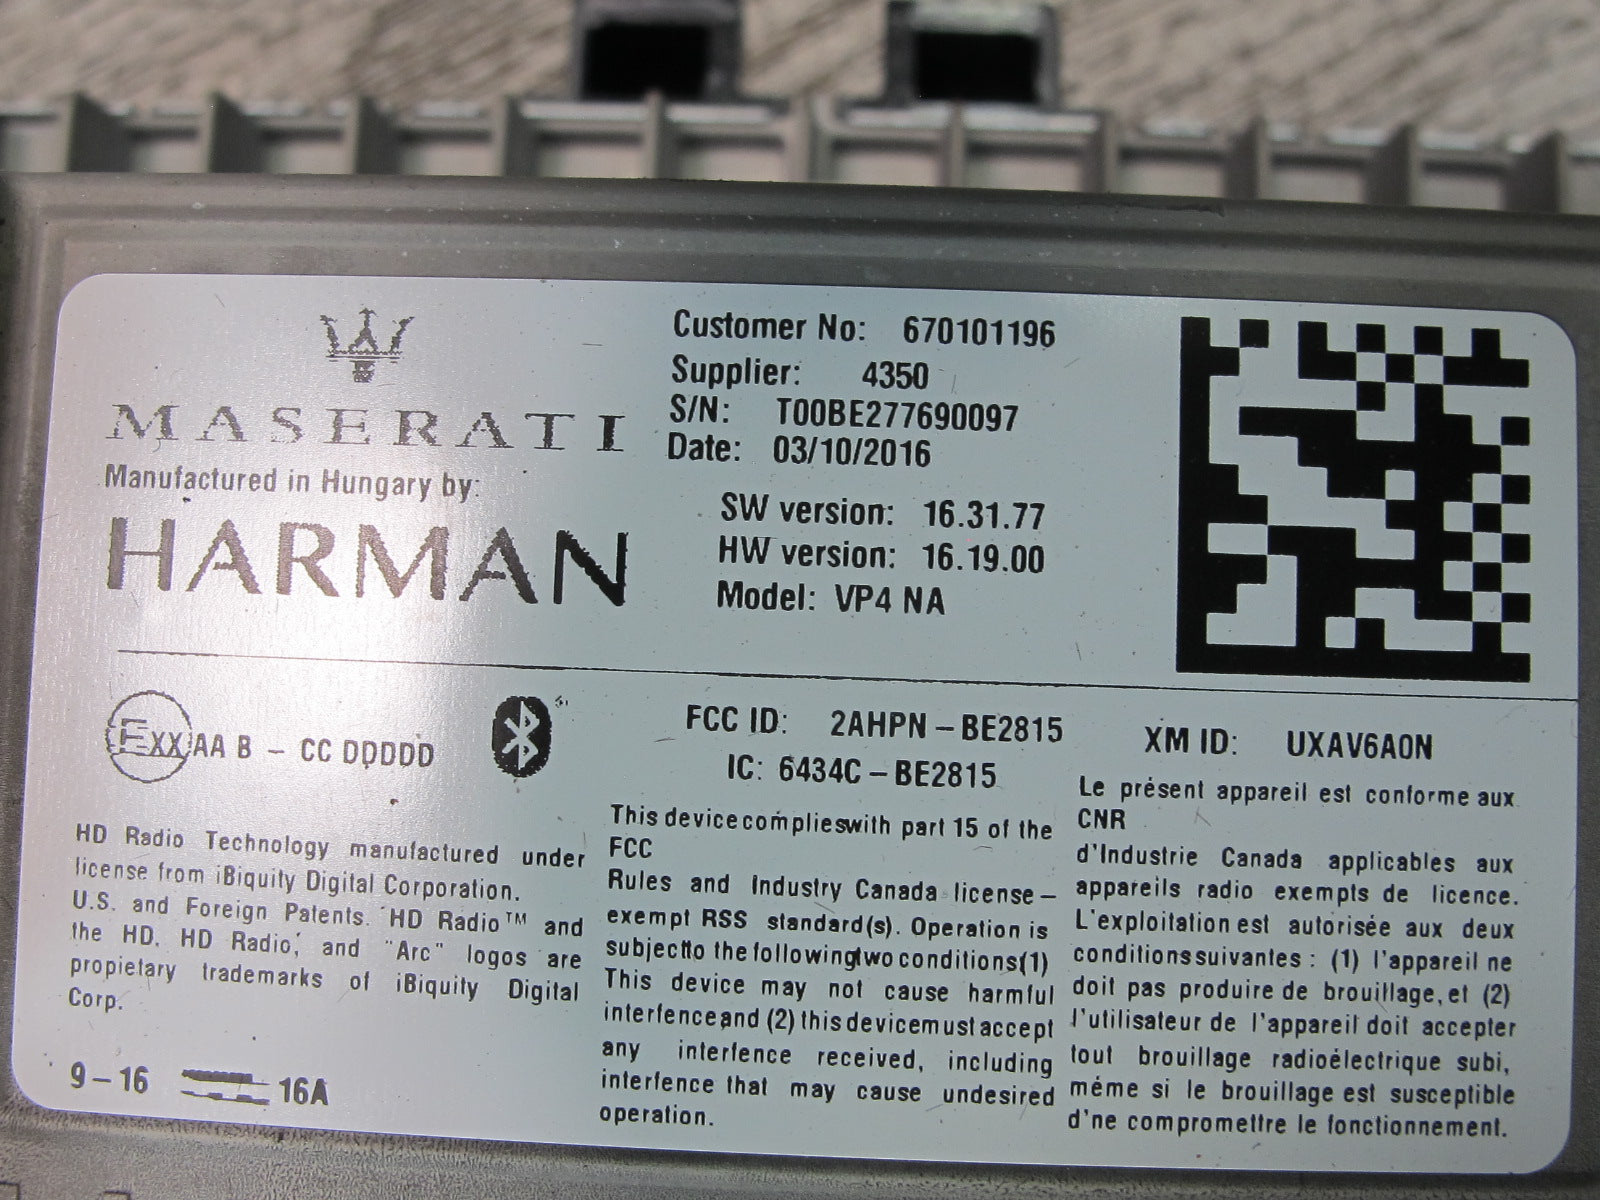 MASERATI
Manufactured in Hungary by:
HARMAN
Customer No: 670101196
Supplier: 4350
S/N: T00BE277690097
Date: 03/10/2016
SW version: 16.31.77
HW version: 16.19.00
Model: VP4 NA
EXX AA B - CC DDDDD
FCC ID: 2AHPN-BE2815
IC: 6434C-BE2815
XM ID: UXAV6A0N
HD Radio Technology manufactured under
license from iBiquity Digital Corporation.
U.S. and Foreign Patents. HD Radio™ and
the HD, HD Radio, and "Arc" logos are
propietary trademarks of iBiquity Digital
Corp.
9-16 16A
This device complieswith part 15 of the
FCC
Rules and Industry Canada license-
exempt RSS standard(s). Operation is
subjectto the followingtwo conditions(1)
This device may not cause harmful
interfenceand (2) this devicemust accept
any interfence received, including
interfence that may cause undesired
operation.
Le présent appareil est conforme aux
CNR
d'Industrie Canada applicables aux
appareils radio exempts de licence.
L'exploitation est autorisée aux deux
conditions suivantes : (1) l'appareil ne
doit pas produire de brouillage, et (2)
l'utilisateur de l'appareil doit accepter
tout brouillage radioélectrique subi,
méme si le brouillage est susceptible
d'ne compromettre le fonctionnement.